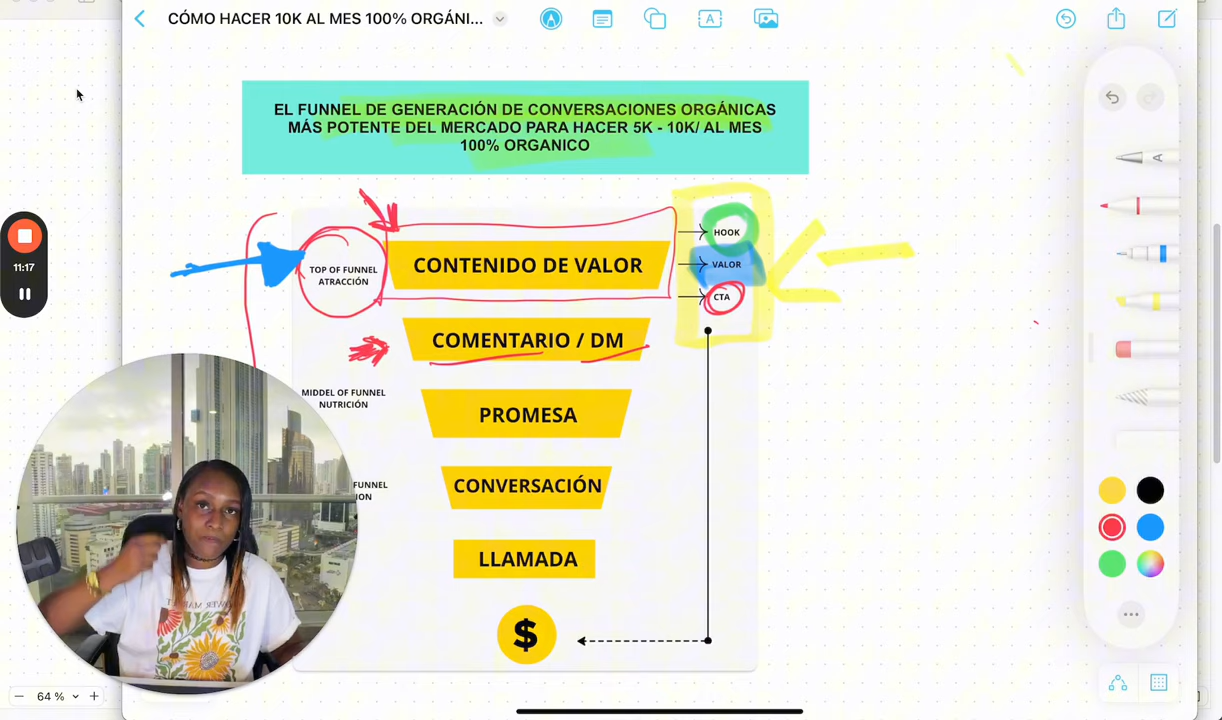 CÓMO HACER 10K AL MES 100% ORGÁNI...
A
EL FUNNEL DE GENERACIÓN DE CONVERSACIONES ORGÁNICAS
MÁS POTENTE DEL MERCADO PARA HACER 5K - 10K/ AL MES
100% ORGANICO
A
HOOK
TOP OF FUNNEL
ATRACCIÓN
CONTENIDO DE VALOR
VALOR
11:17
CTA
COMENTARIO / DM
MIDDEL OF FUNNEL
NUTRICIÓN
PROMESA
FUNNEL
ION
CONVERSACIÓN
LLAMADA
$
64 %